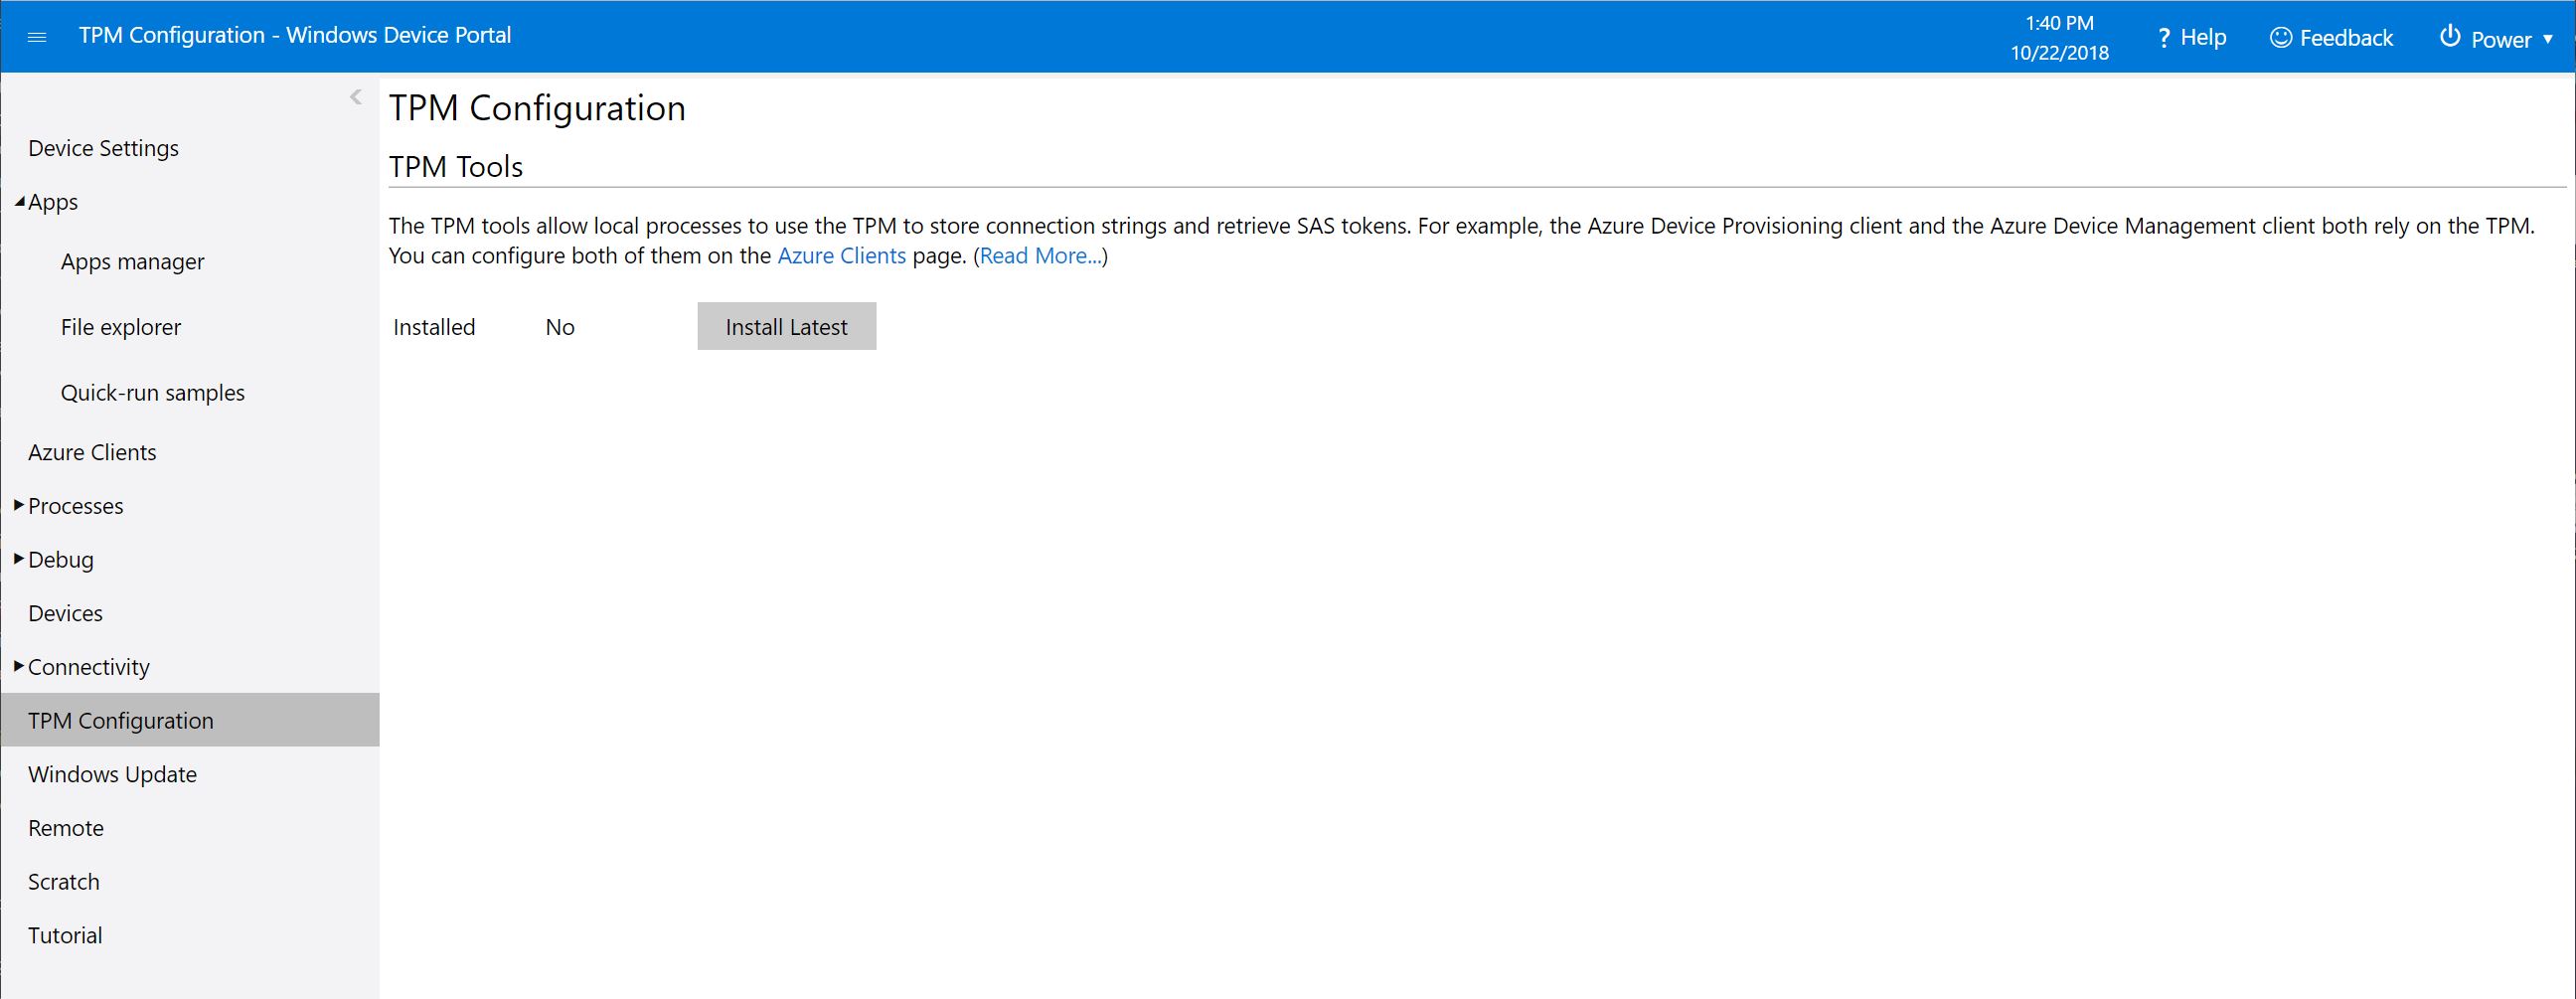 TPM Configuration - Windows Device Portal
1:40 PM
10/22/2018
? Help
Feedback
Power
Device Settings
Apps
Apps manager
File explorer
Quick-run samples
Azure Clients
Processes
Debug
Devices
Connectivity
TPM Configuration
Windows Update
Remote
Scratch
Tutorial
TPM Configuration
TPM Tools
The TPM tools allow local processes to use the TPM to store connection strings and retrieve SAS tokens. For example, the Azure Device Provisioning client and the Azure Device Management client both rely on the TPM.
You can configure both of them on the Azure Clients page. (Read More...)
Installed No Install Latest